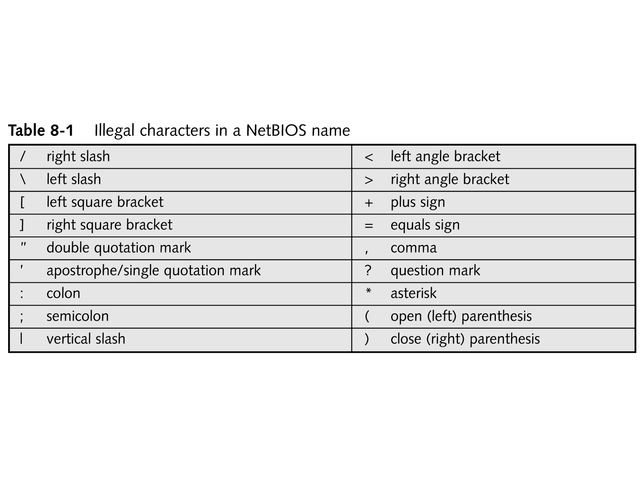 Table 8-1 Illegal characters in a NetBIOS name
/ right slash < left angle bracket
\ left slash > right angle bracket
[ left square bracket + plus sign
] right square bracket = equals sign
" double quotation mark , comma
' apostrophe/single quotation mark ? question mark
: colon * asterisk
; semicolon ( open (left) parenthesis
| vertical slash ) close (right) parenthesis